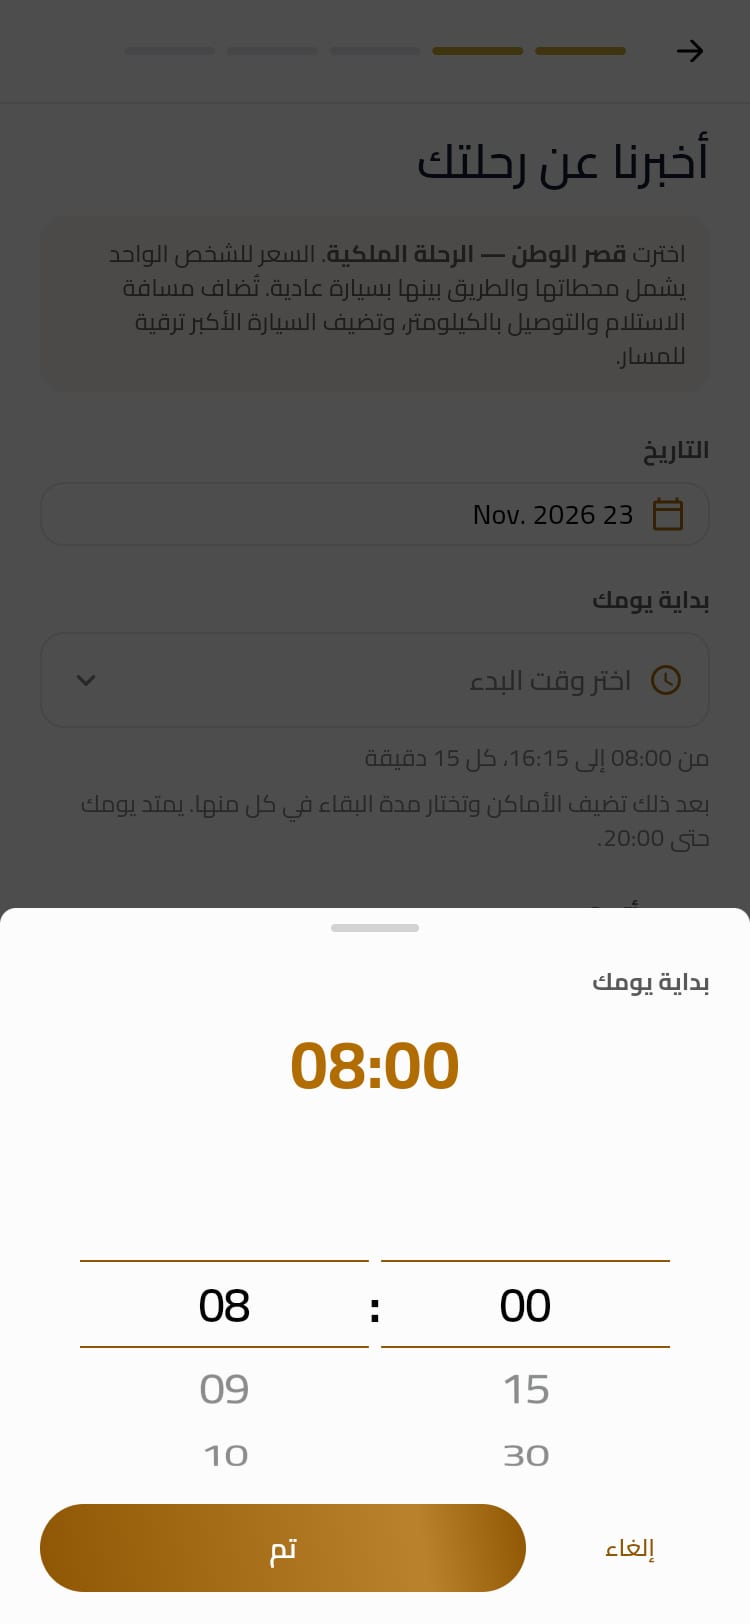 أخبرنا عن رحلتك
اخترت قصر الوطن — الرحلة الملكية. السعر للشخص الواحد
يشمل محطاتها والطريق بينها بسيارة عادية. تُضاف مسافة
الاستلام والتوصيل بالكيلومتر، وتضيف السيارة الأكبر ترقية
للمسار.
التاريخ
23 Nov. 2026
بداية يومك
اختر وقت البدء
من 08:00 إلى 16:15، كل 15 دقيقة
بعد ذلك تضيف الأماكن وتختار مدة البقاء في كل منها. يمتد يومك
حتى 20:00.
بداية يومك
08:00
08 : 00
09 15
10 30
إلغاء
تم